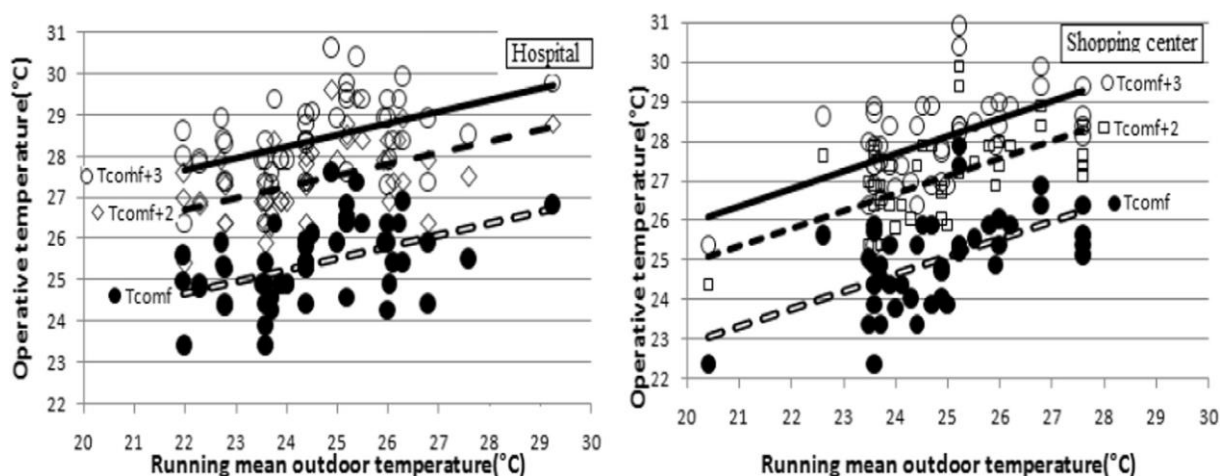 Operative temperature(°C)
31
30
29
28
27
26
25
24
23
22
Hospital
Tcomf+3
Tcomf+2
Tcomf
20 21 22 23 24 25 26 27 28 29 30
Running mean outdoor temperature(°C)
Operative temperature(°C)
31
30
29
28
27
26
25
24
23
22
Shopping center
Tcomf+3
Tcomf+2
Tcomf
20 21 22 23 24 25 26 27 28 29 30
Running mean outdoor temperature(°C)